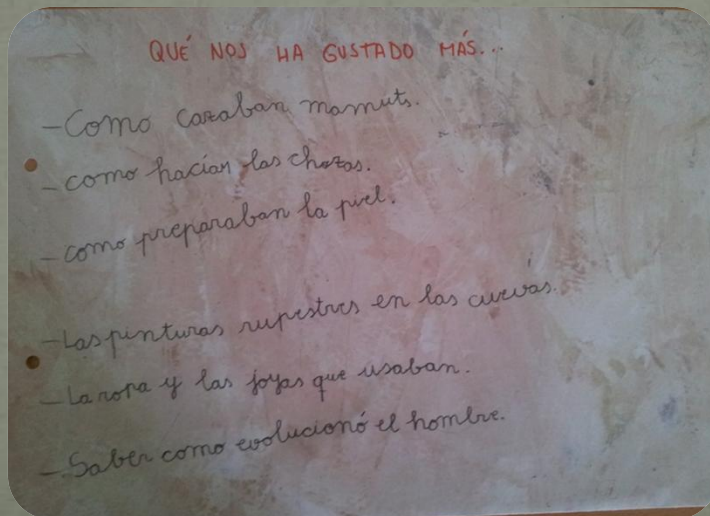 QUÉ NOS HA GUSTADO MÁS...
- Como cazaban mamuts.
- como hacían las chozas.
- como preparaban la piel.
- Las pinturas rupestres en las cuevas.
- La ropa y las joyas que usaban.
- Saber como evolucionó el hombre.